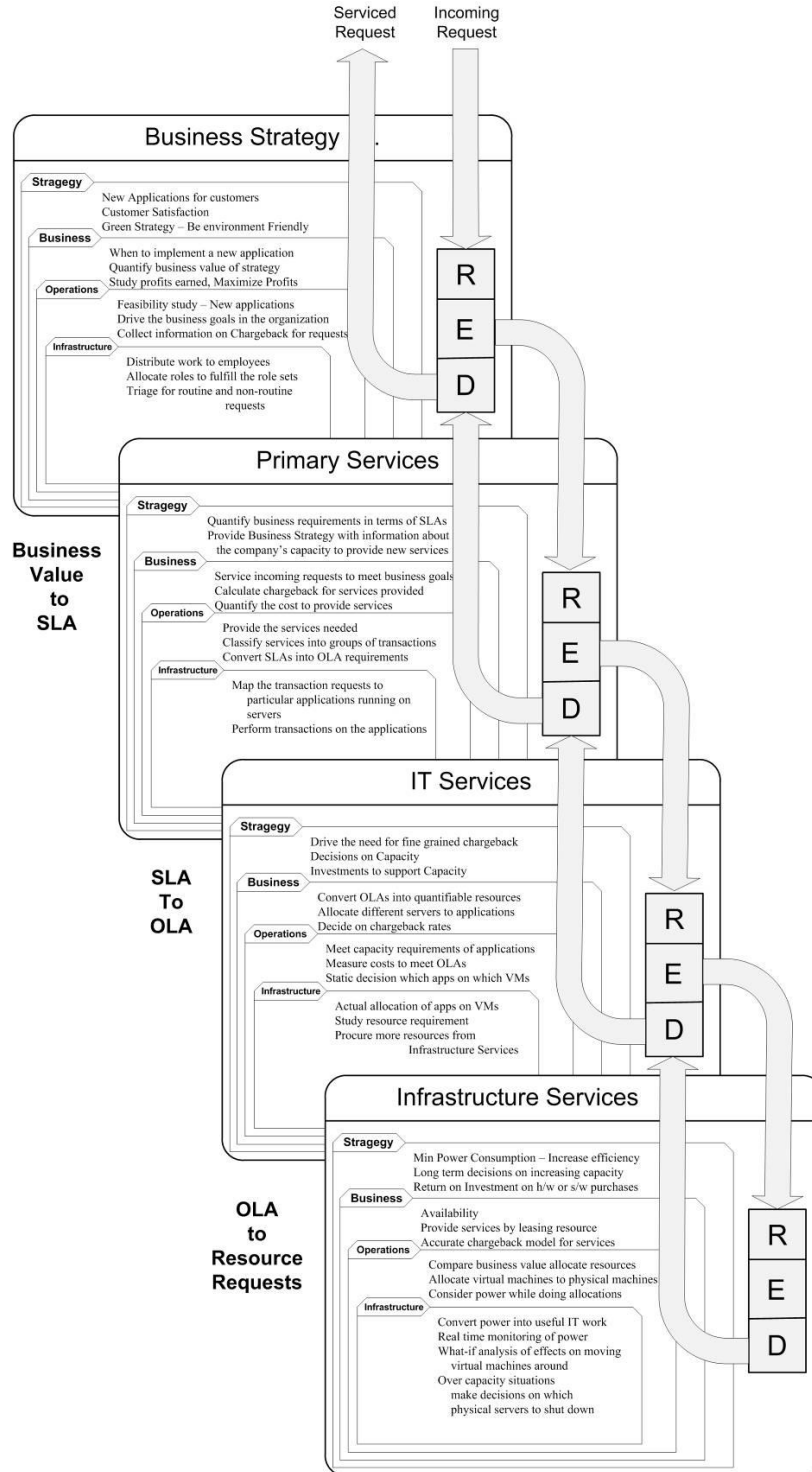 Serviced
Request
Incoming
Request
Business Strategy .
Stragegy
New Applications for customers
Customer Satisfaction
Green Strategy – Be environment Friendly
Business
When to implement a new application
Quantify business value of strategy
Study profits earned, Maximize Profits
Operations
Feasibility study – New applications
Drive the business goals in the organization
Collect information on Chargeback for requests
Infrastructure
Distribute work to employees
Allocate roles to fulfill the role sets
Triage for routine and non-routine
requests
R
E
D
Business
Value
to
SLA
Primary Services
Stragegy
Quantify business requirements in terms of SLAs
Provide Business Strategy with information about
the company's capacity to provide new services
Business
Service incoming requests to meet business goals
Calculate chargeback for services provided
Quantify the cost to provide services
Operations
Provide the services needed
Classify services into groups of transactions
Convert SLAs into OLA requirements
Infrastructure
Map the transaction requests to
particular applications running on
servers
Perform transactions on the applications
R
E
D
SLA
To
OLA
IT Services
Stragegy
Drive the need for fine grained chargeback
Decisions on Capacity
Investments to support Capacity
Business
Convert OLAs into quantifiable resources
Allocate different servers to applications
Decide on chargeback rates
Operations
Meet capacity requirements of applications
Measure costs to meet OLAs
Static decision which apps on which VMs
Infrastructure
Actual allocation of apps on VMs
Study resource requirement
Procure more resources from
Infrastructure Services
R
E
D
OLA
to
Resource
Requests
Infrastructure Services
Stragegy
Min Power Consumption – Increase efficiency
Long term decisions on increasing capacity
Return on Investment on h/w or s/w purchases
Business
Availability
Provide services by leasing resource
Accurate chargeback model for services
Operations
Compare business value allocate resources
Allocate virtual machines to physical machines
Consider power while doing allocations
Infrastructure
Convert power into useful IT work
Real time monitoring of power
What-if analysis of effects on moving
virtual machines around
Over capacity situations
make decisions on which
physical servers to shut down
R
E
D